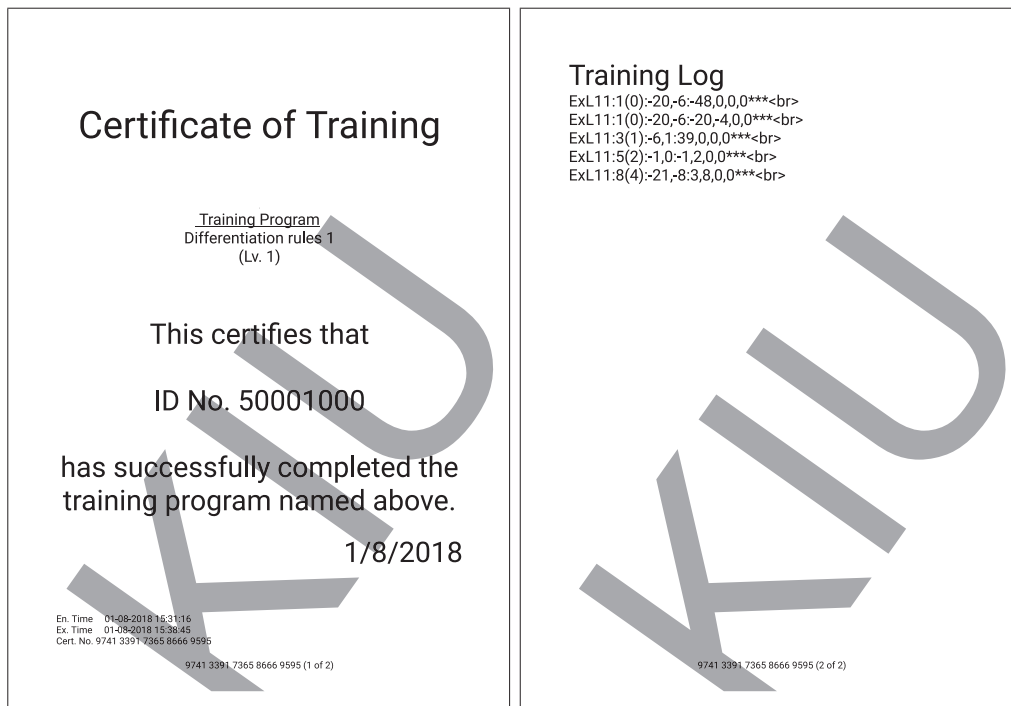 Certificate of Training
Training Program
Differentiation rules 1
(Lv. 1)
This certifies that
ID No. 50001000
has successfully completed the
training program named above.
1/8/2018
En. Time 01-08-2018 15:31:16
Ex. Time 01-08-2018 15:38:45
Cert. No. 9741 3391 7365 8666 9595
9741 3391 7365 8666 9595 (1 of 2)
KIU
Training Log
ExL11:1(0):-20,-6:-48,0,0,0***<br>
ExL11:1(0):-20,-6:-20,-4,0,0***<br>
ExL11:3(1):-6,1:39,0,0,0***<br>
ExL11:5(2):-1,0:-1,2,0,0***<br>
ExL11:8(4):-21,-8:3,8,0,0***<br>
9741 3391 7365 8666 9595 (2 of 2)
KIU